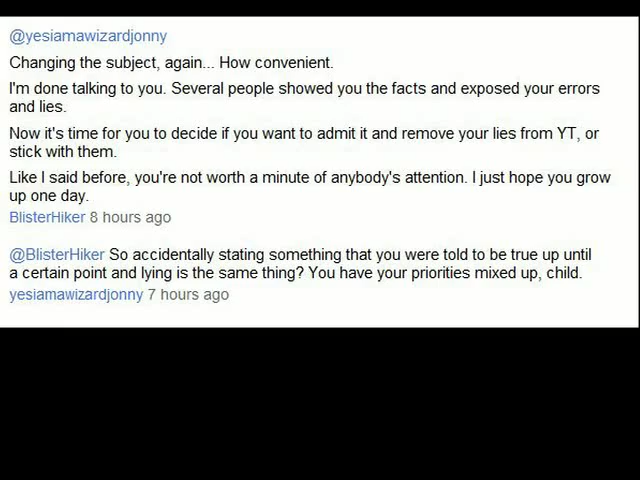 @yesiamawizardjonny
Changing the subject, again... How convenient.
I'm done talking to you. Several people showed you the facts and exposed your errors
and lies.
Now it's time for you to decide if you want to admit it and remove your lies from YT, or
stick with them.
Like I said before, you're not worth a minute of anybody's attention. I just hope you grow
up one day.
BlisterHiker 8 hours ago
@BlisterHiker So accidentally stating something that you were told to be true up until
a certain point and lying is the same thing? You have your priorities mixed up, child.
yesiamawizardjonny 7 hours ago